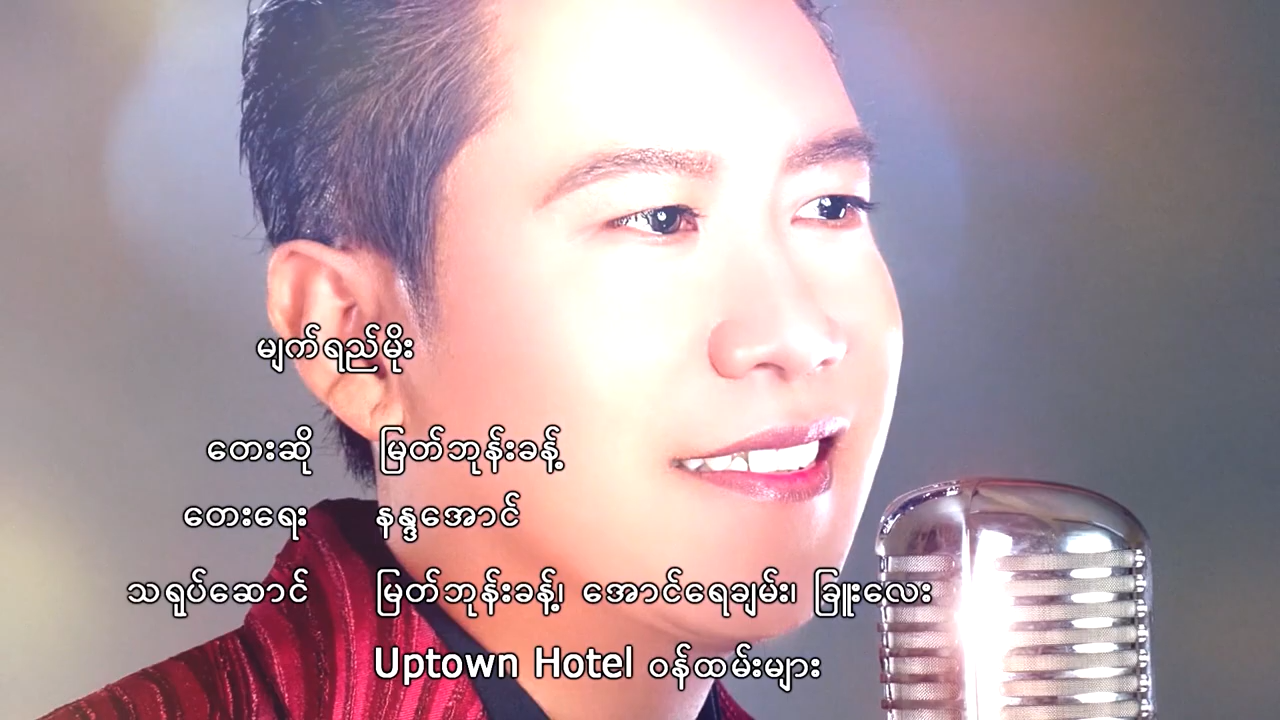 မျက်ရည်မိုး
တေးဆို မြတ်ဘုန်းခန့်
တေးရေး နန္ဒအောင်
သရုပ်ဆောင် မြတ်ဘုန်းခန့်၊ အောင်ရေချမ်း၊ ခြူးလေး
Uptown Hotel ဝန်ထမ်းများ